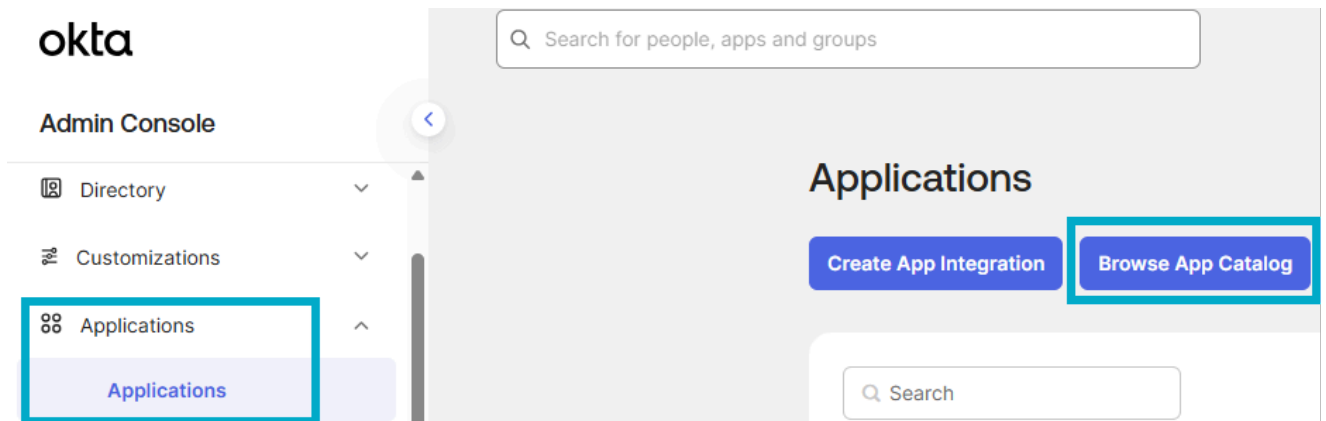 okta
Search for people, apps and groups
Admin Console
Directory
Customizations
Applications
Applications
Applications
Create App Integration
Browse App Catalog
Search